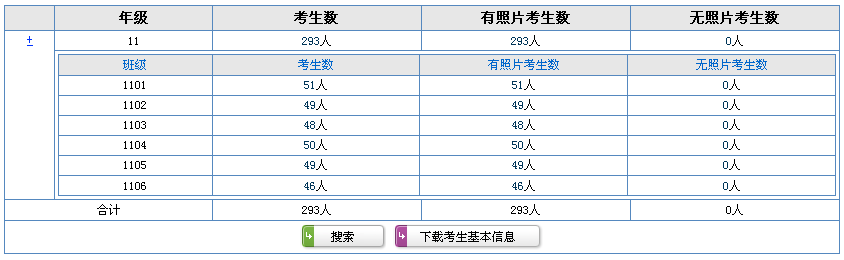 年级 考生数 有照片考生数 无照片考生数
± 11 293人 293人 0人
班级 考生数 有照片考生数 无照片考生数
1101 51人 51人 0人
1102 49人 49人 0人
1103 48人 48人 0人
1104 50人 50人 0人
1105 49人 49人 0人
1106 46人 46人 0人
合计 293人 293人 0人
搜索 下载考生基本信息